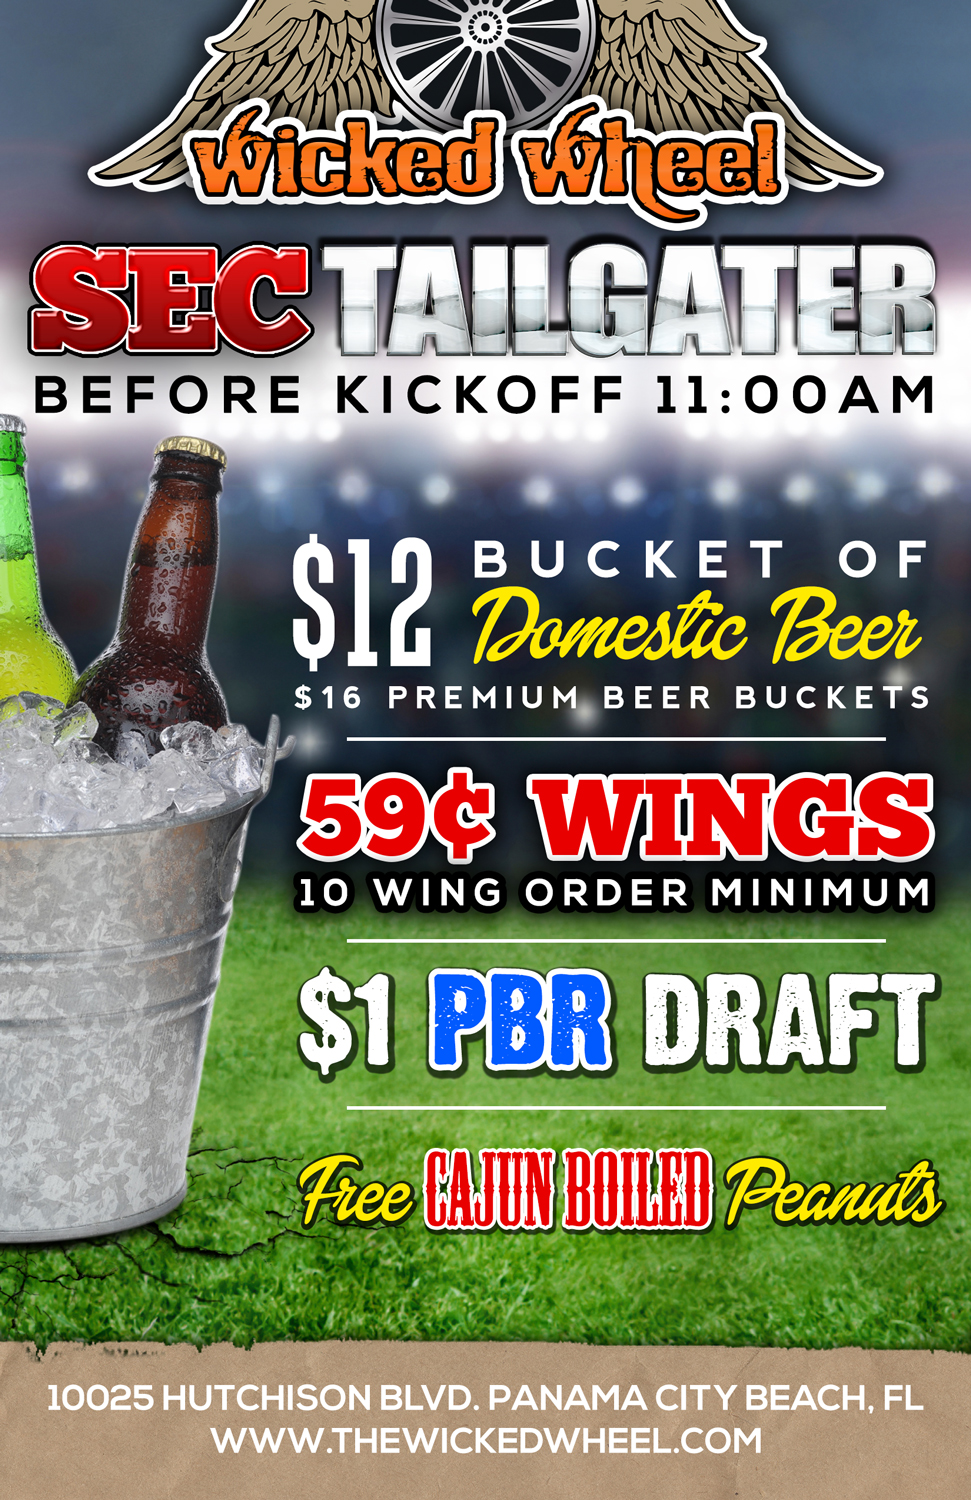 wicked wheel
SEC TAILGATER
BEFORE KICKOFF 11:00AM
$12 BUCKET OF
Domestic Beer
$16 PREMIUM BEER BUCKETS
59¢ WINGS
10 WING ORDER MINIMUM
$1 PBR DRAFT
Free CAJUN BOILED Peanuts
10025 HUTCHISON BLVD. PANAMA CITY BEACH, FL
WWW.THEWICKEDWHEEL.COM